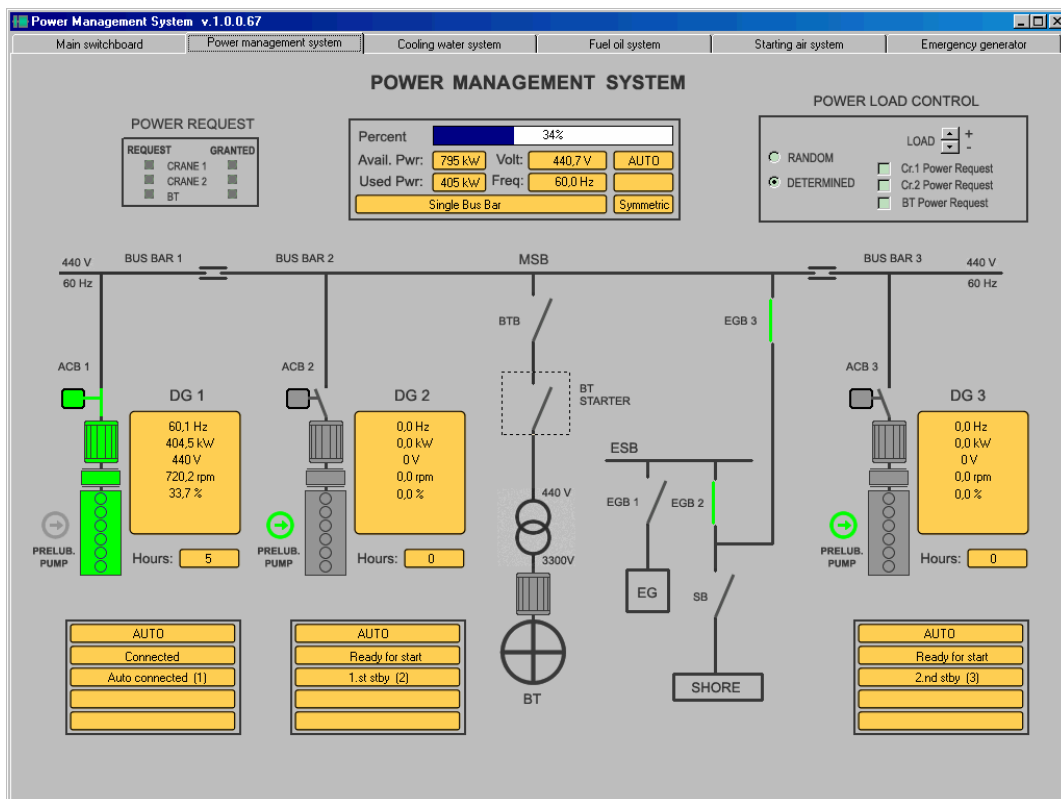 Power Management System v.1.0.0.67
Main switchboard
Power management system
Cooling water system
Fuel oil system
Starting air system
Emergency generator
POWER MANAGEMENT SYSTEM
POWER REQUEST
REQUEST GRANTED
CRANE 1
CRANE 2
BT
Percent 34%
Avail. Pwr: 795 kW Volt: 440,7 V AUTO
Used Pwr: 405 kW Freq: 60,0 Hz
Single Bus Bar Symmetric
POWER LOAD CONTROL
LOAD + -
RANDOM
DETERMINED
Cr.1 Power Request
Cr.2 Power Request
BT Power Request
440 V
60 Hz
BUS BAR 1
BUS BAR 2
MSB
BUS BAR 3
440 V
60 Hz
BTB
EGB 3
ACB 1
DG 1
60,1 Hz
404,5 kW
440 V
720,2 rpm
33,7 %
PRELUB.
PUMP
Hours: 5
ACB 2
DG 2
0,0 Hz
0,0 kW
0 V
0,0 rpm
0,0 %
PRELUB.
PUMP
Hours: 0
BT
STARTER
440 V
3300V
BT
ESB
EGB 1
EGB 2
EG
SB
SHORE
ACB 3
DG 3
0,0 Hz
0,0 kW
0 V
0,0 rpm
0,0 %
PRELUB.
PUMP
Hours: 0
AUTO
Connected
Auto connected (1)
AUTO
Ready for start
1.st stby (2)
AUTO
Ready for start
2.nd stby (3)